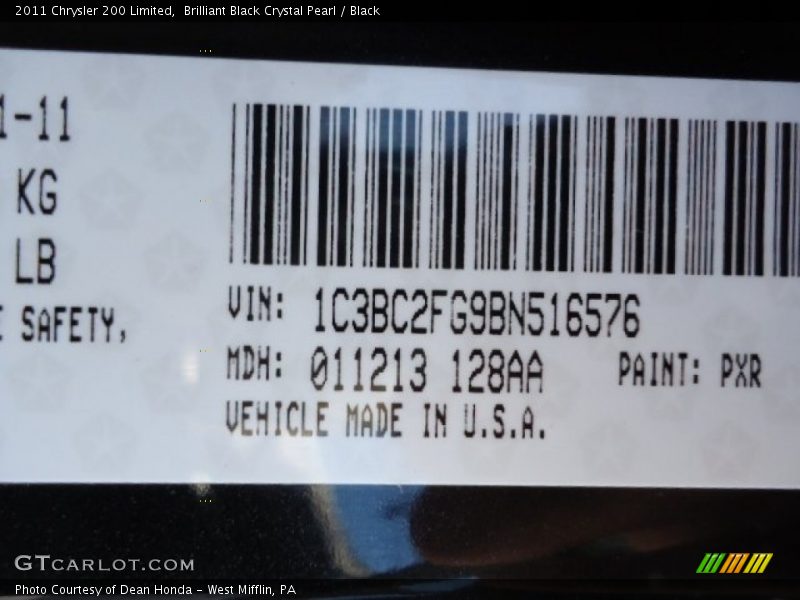 2011 Chrysler 200 Limited, Brilliant Black Crystal Pearl / Black
1-11
KG
LB
E SAFETY,
VIN: 1C3BC2FG9BN516576
MDH: 011213 128AA PAINT: PXR
VEHICLE MADE IN U.S.A.
GTCARLOT.COM
Photo Courtesy of Dean Honda - West Mifflin, PA